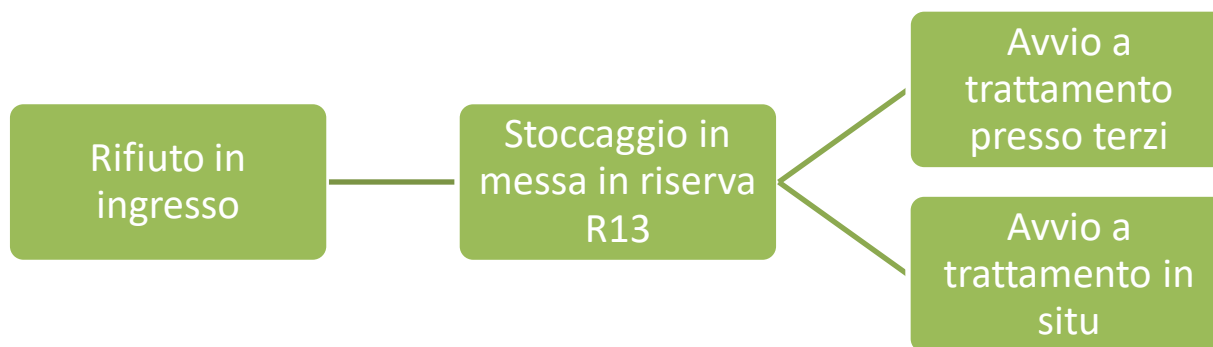 Rifiuto in
ingresso
Stoccaggio in
messa in riserva
R13
Avvio a
trattamento
presso terzi
Avvio a
trattamento in
situ